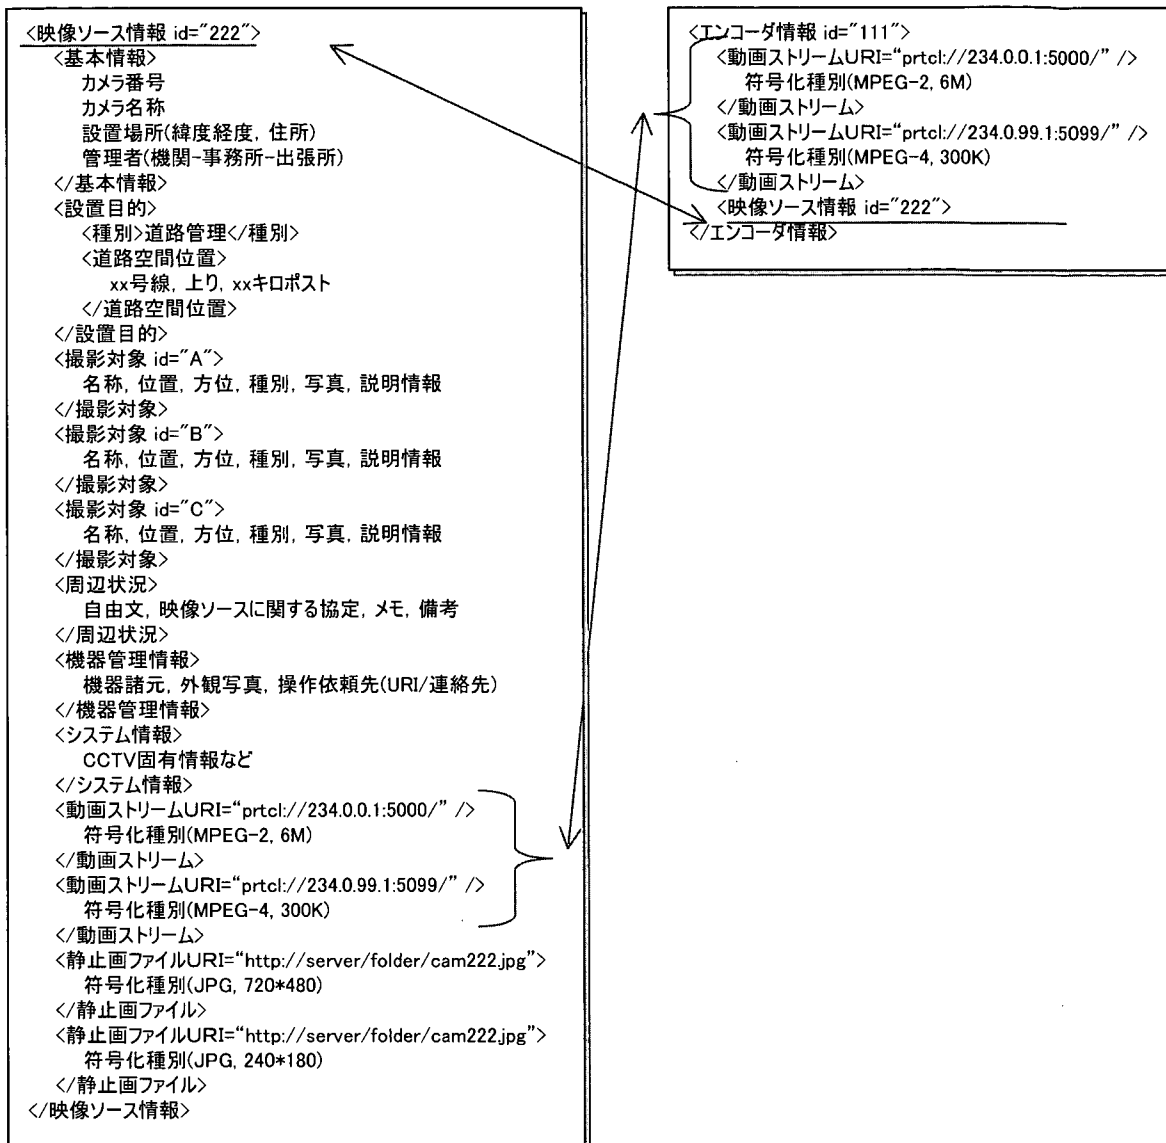 <映像ソース情報 id="222">
<基本情報>
カメラ番号
カメラ名称
設置場所(緯度経度, 住所)
管理者(機関-事務所-出張所)
</基本情報>
<設置目的>
<種別>道路管理</種別>
<道路空間位置>
xx号線, 上り, xxキロポスト
</道路空間位置>
</設置目的>
<撮影対象 id="A">
名称, 位置, 方位, 種別, 写真, 説明情報
</撮影対象>
<撮影対象 id="B">
名称, 位置, 方位, 種別, 写真, 説明情報
</撮影対象>
<撮影対象 id="C">
名称, 位置, 方位, 種別, 写真, 説明情報
</撮影対象>
<周辺状況>
自由文, 映像ソースに関する協定, メモ, 備考
</周辺状況>
<機器管理情報>
機器諸元, 外観写真, 操作依頼先(URI/連絡先)
</機器管理情報>
<システム情報>
CCTV固有情報など
</システム情報>
<動画ストリームURI="prtcl://234.0.0.1:5000/" />
符号化種別(MPEG-2, 6M)
</動画ストリーム>
<動画ストリームURI="prtcl://234.0.99.1:5099/" />
符号化種別(MPEG-4, 300K)
</動画ストリーム>
<静止画ファイルURI="http://server/folder/cam222.jpg">
符号化種別(JPG, 720*480)
</静止画ファイル>
<静止画ファイルURI="http://server/folder/cam222.jpg">
符号化種別(JPG, 240*180)
</静止画ファイル>
</映像ソース情報>
<エンコーダ情報 id="111">
<動画ストリームURI="prtcl://234.0.0.1:5000/" />
符号化種別(MPEG-2, 6M)
</動画ストリーム>
<動画ストリームURI="prtcl://234.0.99.1:5099/" />
符号化種別(MPEG-4, 300K)
</動画ストリーム>
<映像ソース情報 id="222">
</エンコーダ情報>